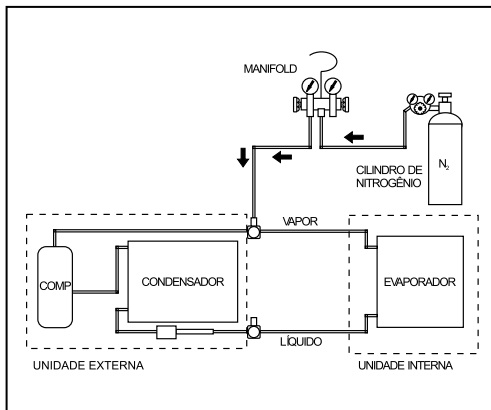 MANIFOLD
CILINDRO DE
NITROGÊNIO
N₂
VAPOR
COMP
CONDENSADOR
EVAPORADOR
LÍQUIDO
UNIDADE EXTERNA
UNIDADE INTERNA